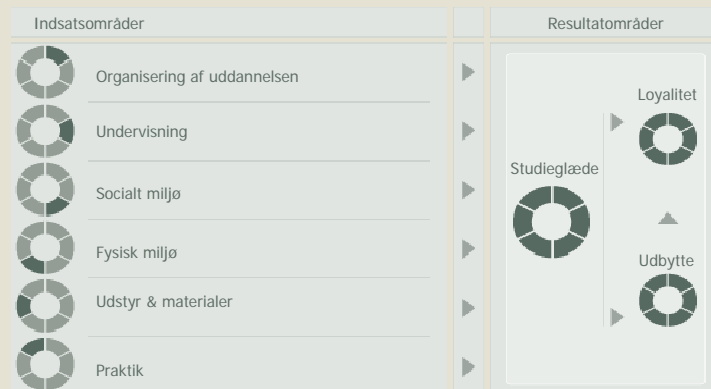 Indsatsområder
Resultatområder
Organisering af uddannelsen
Undervisning
Socialt miljø
Fysisk miljø
Udstyr & materialer
Praktik
Studieglæde
Loyalitet
Udbytte